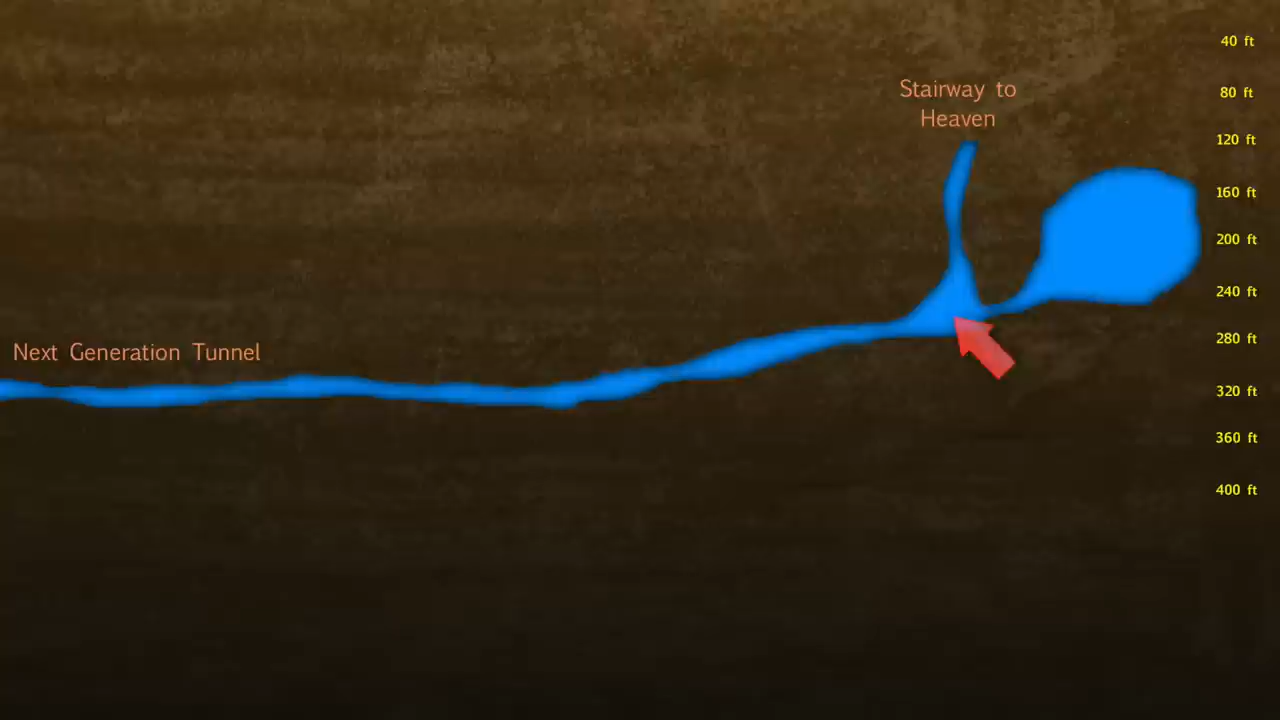 40 ft
Stairway to
Heaven
80 ft
120 ft
160 ft
200 ft
240 ft
280 ft
Next Generation Tunnel
320 ft
360 ft
400 ft